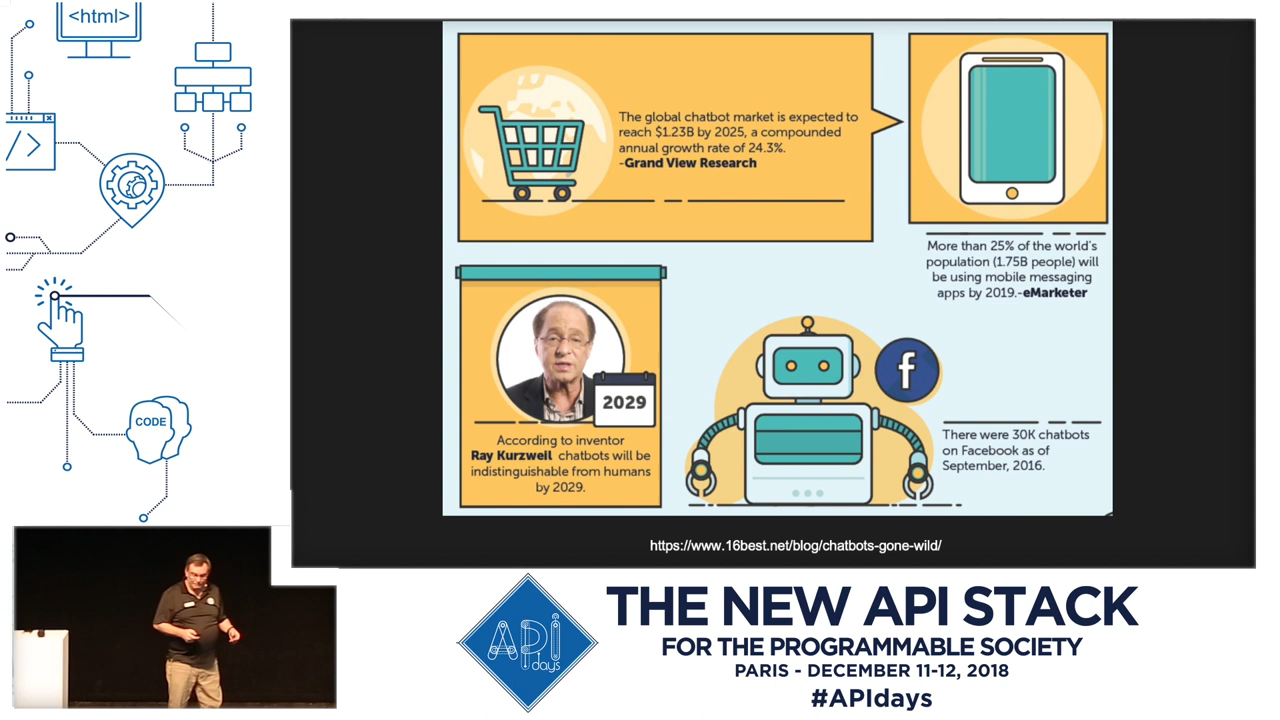 <html>
</>
CODE
The global chatbot market is expected to
reach $1.23B by 2025, a compounded
annual growth rate of 24.3%.
-Grand View Research
More than 25% of the world's
population (1.75B people) will
be using mobile messaging
apps by 2019.-eMarketer
2029
According to inventor
Ray Kurzweil chatbots will be
indistinguishable from humans
by 2029.
f
There were 30K chatbots
on Facebook as of
September, 2016.
https://www.16best.net/blog/chatbots-gone-wild/
API
days
THE NEW API STACK
FOR THE PROGRAMMABLE SOCIETY
PARIS - DECEMBER 11-12, 2018
#APIdays